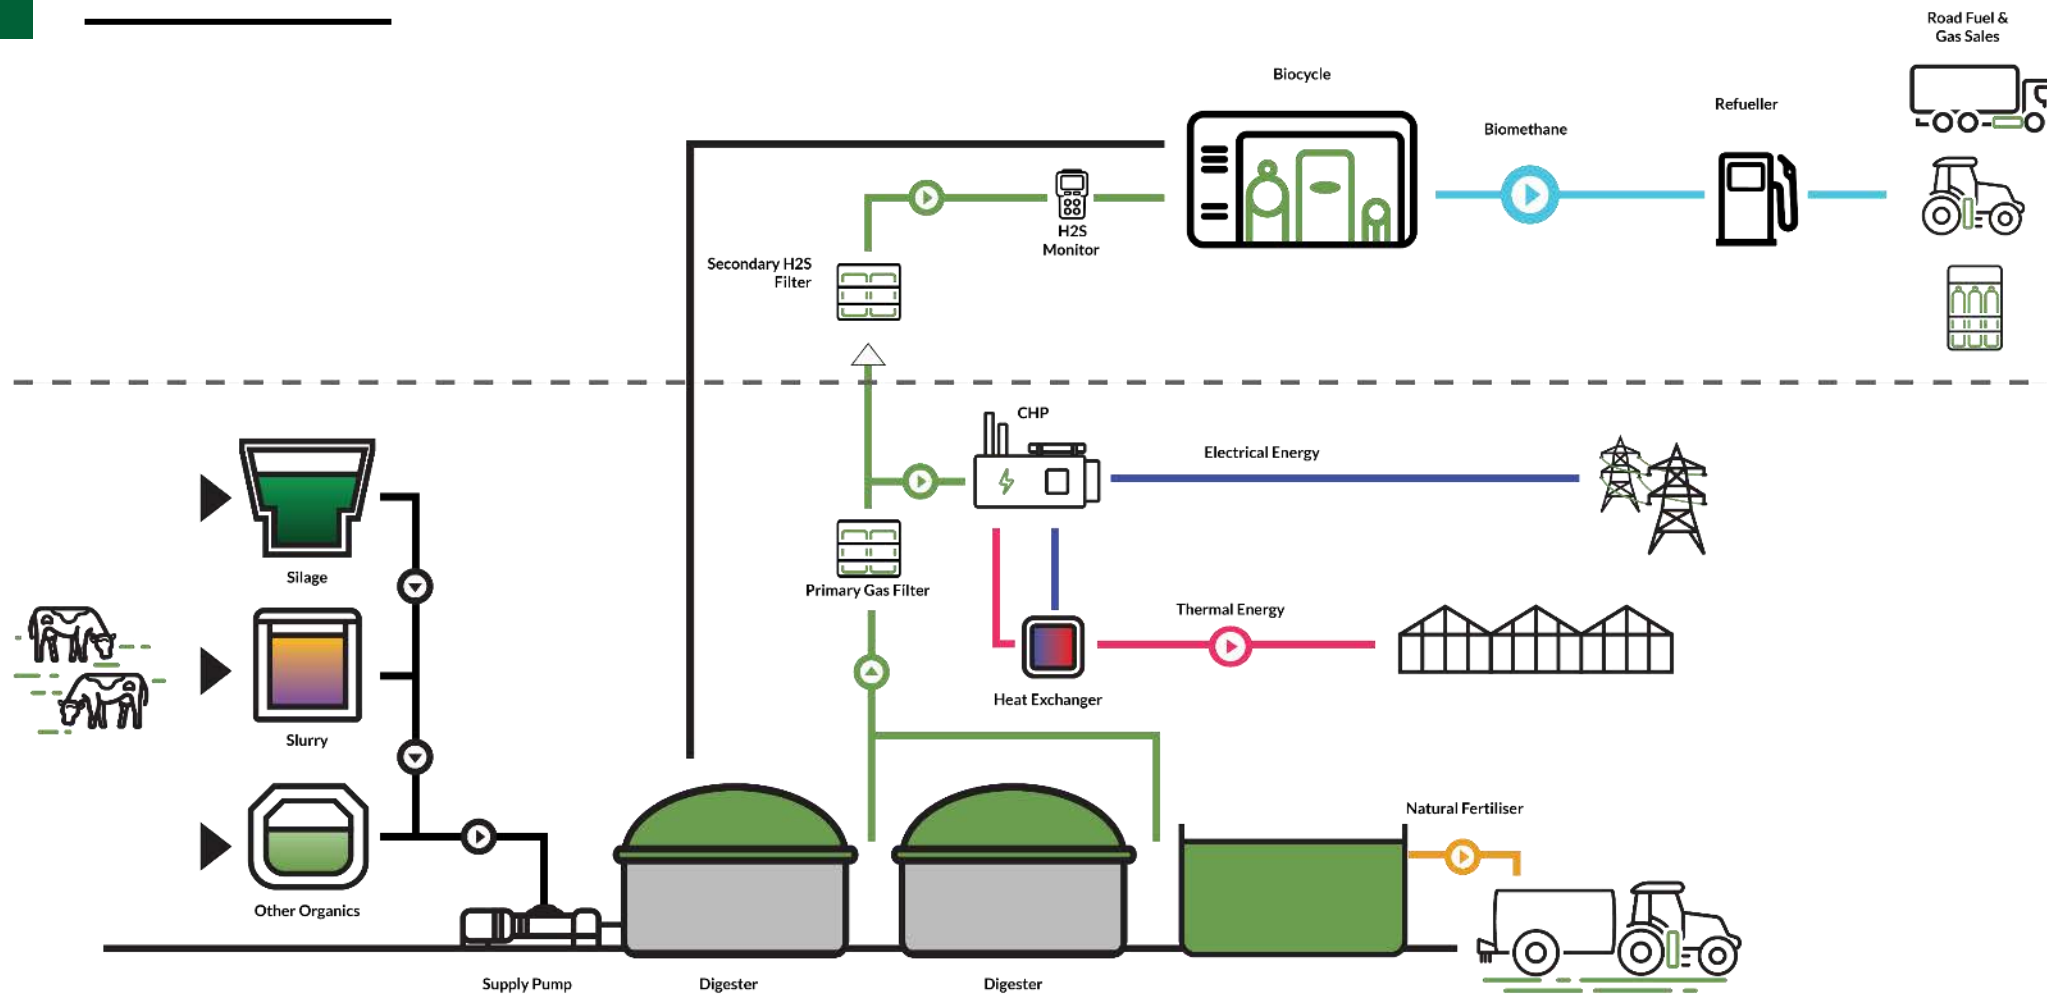 Road Fuel &
Gas Sales
Biocycle
Refueller
Biomethane
H2S
Monitor
Secondary H2S
Filter
CHP
Electrical Energy
Silage
Primary Gas Filter
Thermal Energy
Heat Exchanger
Slurry
Natural Fertiliser
Other Organics
Supply Pump
Digester
Digester